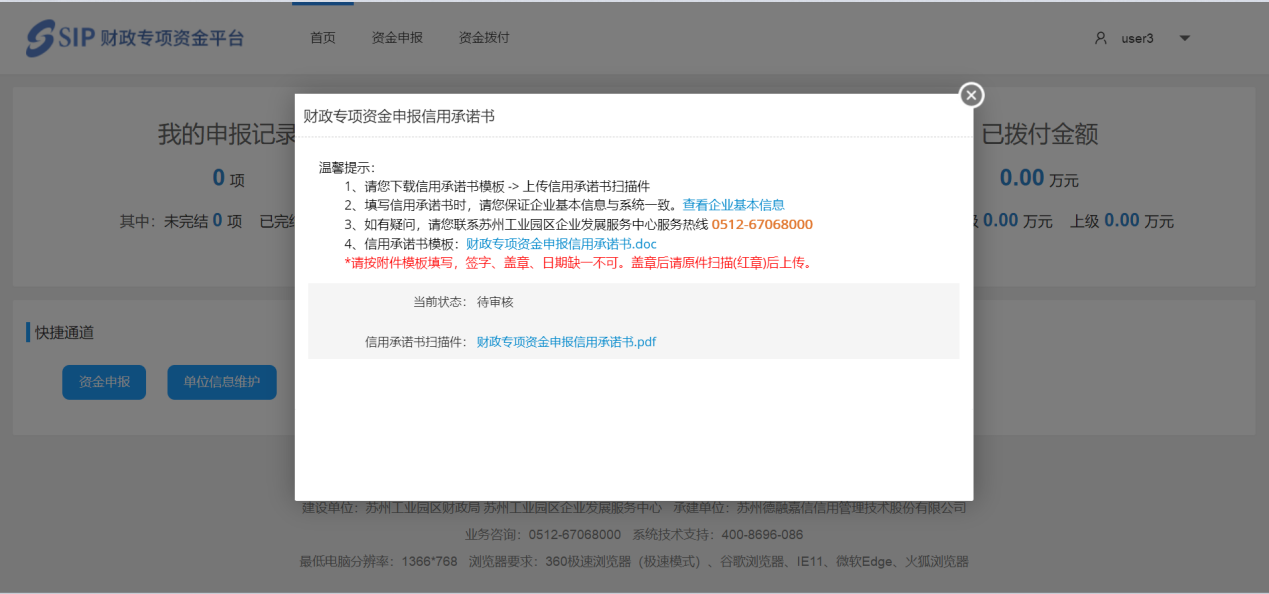 SIP 财政专项资金平台 首页 资金申报 资金拨付 user3
财政专项资金申报信用承诺书
我的申报记录 已拨付金额
0 项 0.00 万元
其中： 未完结 0 项 已完 0.00 万元 上级 0.00 万元
温馨提示：
1、请您下载信用承诺书模板 -> 上传信用承诺书扫描件
2、填写信用承诺书时，请您保证企业基本信息与系统一致。查看企业基本信息
3、如有疑问，请您联系苏州工业园区企业发展服务中心服务热线 0512-67068000
4、信用承诺书模板：财政专项资金申报信用承诺书.doc
*请按附件模板填写，签字、盖章、日期缺一不可。盖章后请原件扫描(红章)后上传。
当前状态： 待审核
信用承诺书扫描件： 财政专项资金申报信用承诺书.pdf
快捷通道
资金申报 单位信息维护
建设单位：苏州工业园区财政局 苏州工业园区企业发展服务中心 承建单位：苏州德融嘉信信用管理技术股份有限公司
业务咨询：0512-67068000 系统技术支持：400-8696-086
最低电脑分辨率：1366*768 浏览器要求：360极速浏览器（极速模式）、谷歌浏览器、IE11、微软Edge、火狐浏览器